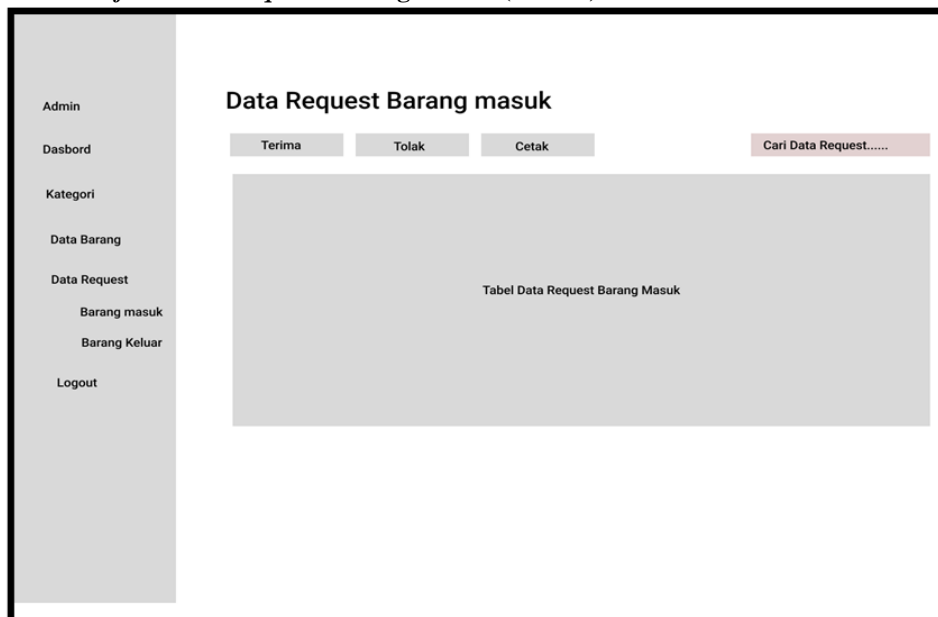 Admin
Dasbord
Kategori
Data Barang
Data Request
Barang masuk
Barang Keluar
Logout
Data Request Barang masuk
Terima
Tolak
Cetak
Cari Data Request......
Tabel Data Request Barang Masuk